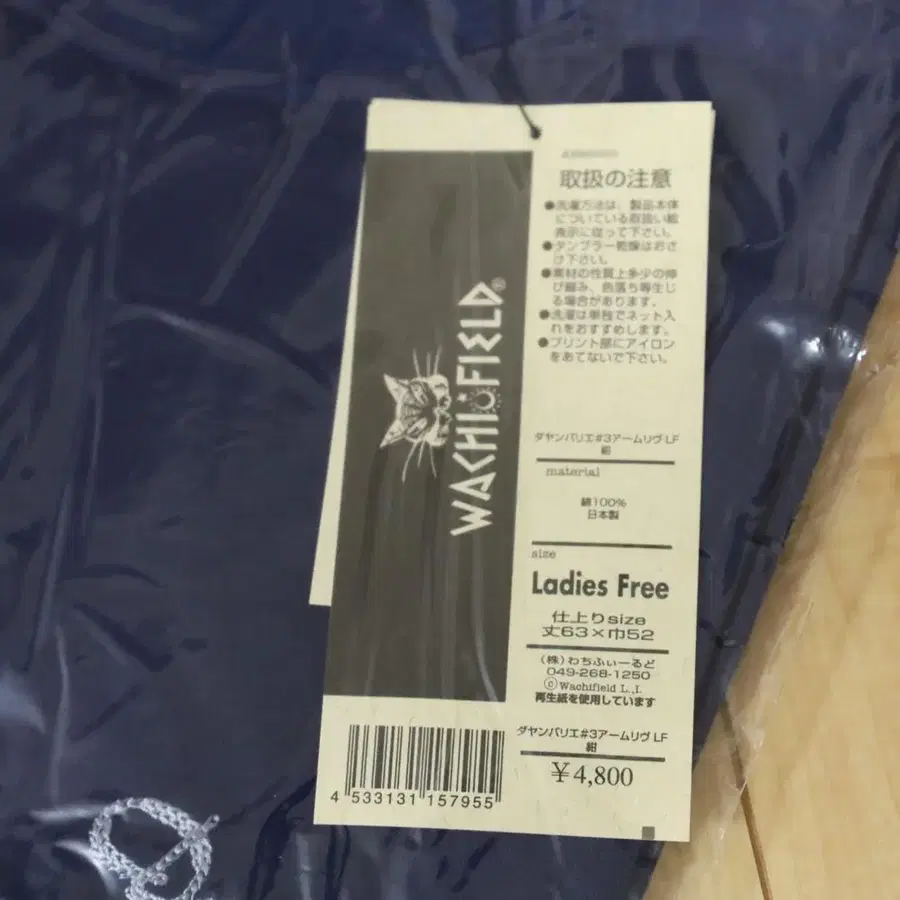 WACHIFIELD®
取扱の注意
●洗濯方法は、製品本体
についている取扱い絵
表示に従って下さい。
●タンブラー乾燥はおさ
け下さい。
●素材の性質上多少の伸
び縮み、色落ち等生じ
る場合があります。
●洗濯は単独でネット入
れをおすすめします。
●プリント部にアイロン
をあてないで下さい。
ダヤンバリエ#3アームリヴ LF
紺
material
綿100%
日本製
size
Ladies Free
仕上りsize
丈63×巾52
(株)わちふぃーるど
049-268-1250
©Wachifield L.,I.
再生紙を使用しています
ダヤンバリエ#3アームリヴ LF
紺
¥4,800
4 533131 157955